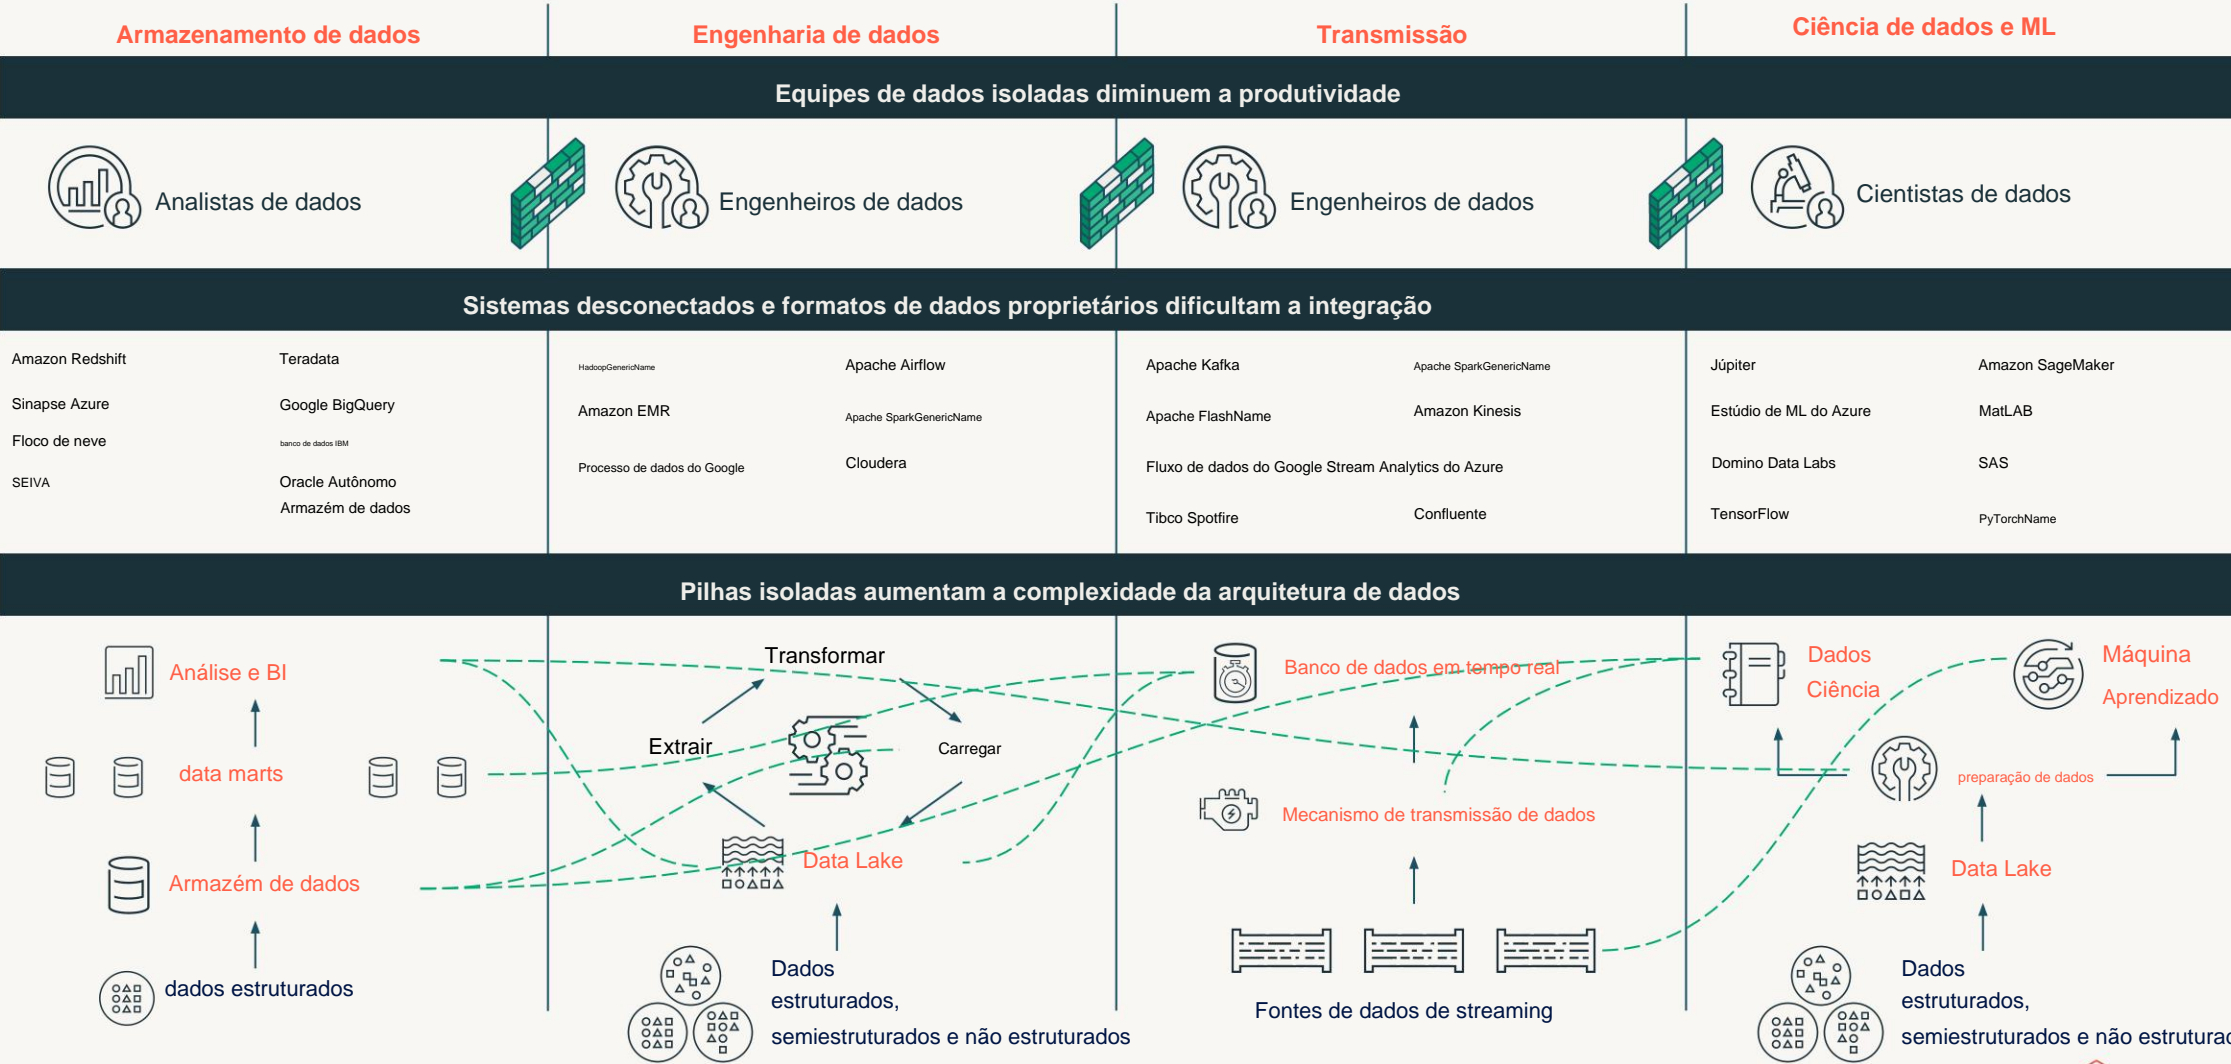 Armazenamento de dados
Engenharia de dados
Transmissão
Ciência de dados e ML
Equipes de dados isoladas diminuem a produtividade
Analistas de dados
Engenheiros de dados
Engenheiros de dados
Cientistas de dados
Sistemas desconectados e formatos de dados proprietários dificultam a integração
Amazon Redshift
Teradata
Sinapse Azure
Google BigQuery
Floco de neve
banco de dados IBM
SEIVA
Oracle Autônomo
Armazém de dados
HadoopGenericName
Apache Airflow
Amazon EMR
Apache SparkGenericName
Processo de dados do Google
Cloudera
Apache Kafka
Apache SparkGenericName
Apache FlashName
Amazon Kinesis
Fluxo de dados do Google Stream Analytics do Azure
Tibco Spotfire
Confluente
Júpiter
Amazon SageMaker
Estúdio de ML do Azure
MatLAB
Domino Data Labs
SAS
TensorFlow
PyTorchName
Pilhas isoladas aumentam a complexidade da arquitetura de dados
Análise e BI
data marts
Armazém de dados
dados estruturados
Transformar
Extrair
Carregar
Data Lake
Dados
estruturados,
semiestruturados e não estruturados
Banco de dados em tempo real
Mecanismo de transmissão de dados
Fontes de dados de streaming
Dados
Ciência
Máquina
Aprendizado
preparação de dados
Data Lake
Dados
estruturados,
semiestruturados e não estrutura